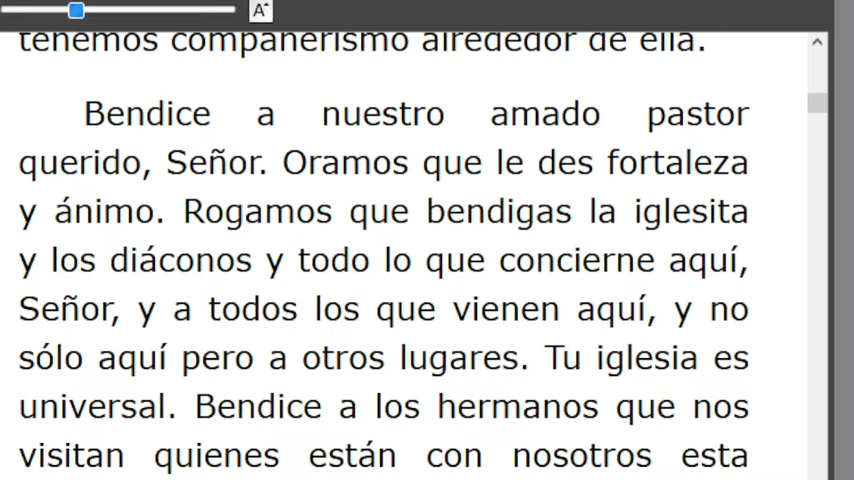 A
tenemos compañerismo alrededor de ella.
Bendice a nuestro amado pastor
querido, Señor. Oramos que le des fortaleza
y ánimo. Rogamos que bendigas la iglesita
y los diáconos y todo lo que concierne aquí,
Señor, y a todos los que vienen aquí, y no
sólo aquí pero a otros lugares. Tu iglesia es
universal. Bendice a los hermanos que nos
visitan quienes están con nosotros esta